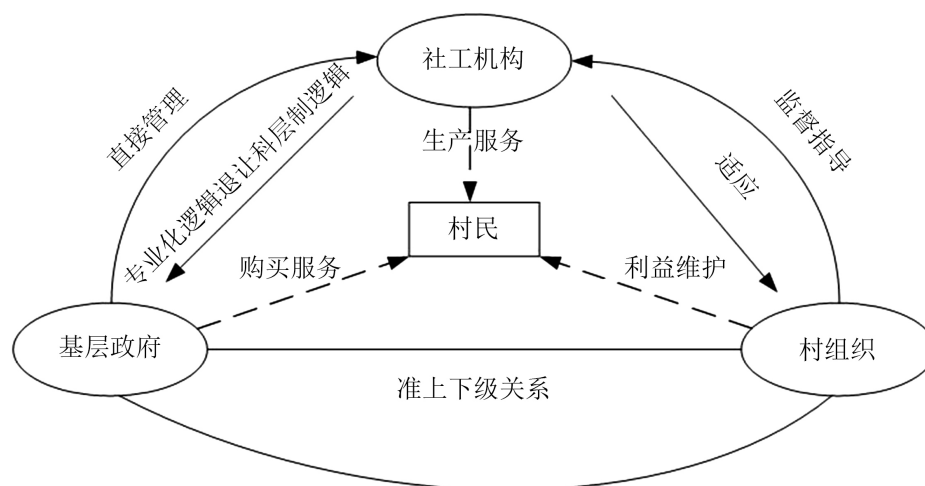 社工机构
直接管理
专业化逻辑退让科层制逻辑
生产服务
适应
监督指导
村民
购买服务
利益维护
基层政府
村组织
准上下级关系